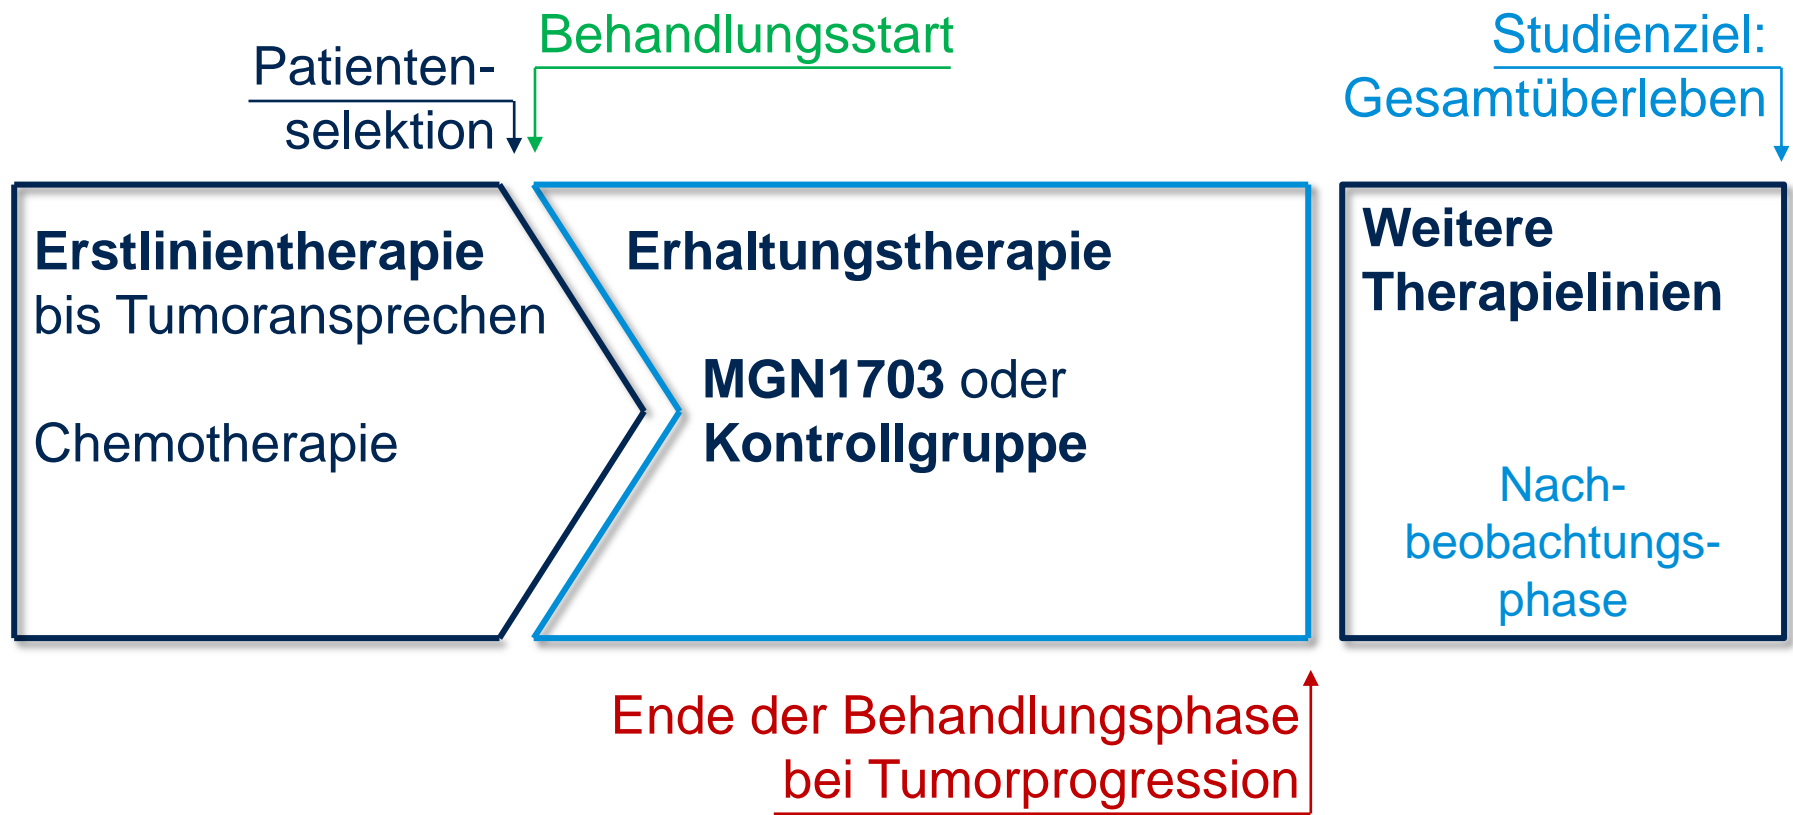 Patienten-
selektion
Behandlungsstart
Studienziel:
Gesamtüberleben
Erstlinientherapie
bis Tumoransprechen
Chemotherapie
Erhaltungstherapie
MGN1703 oder
Kontrollgruppe
Weitere
Therapielinien
Nach-
beobachtungs-
phase
Ende der Behandlungsphase
bei Tumorprogression